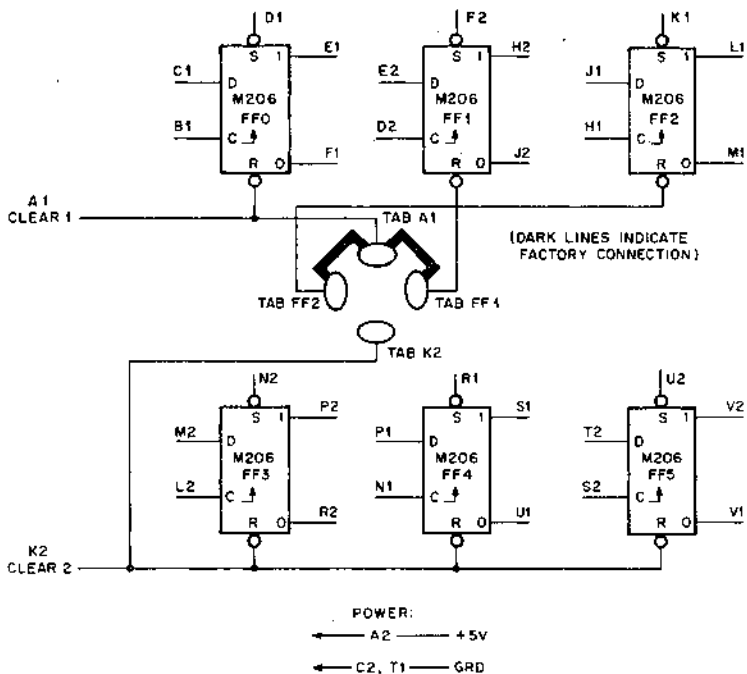 D1 F2 K1
E1 H2 L1
C1 S 1 E2 S 1 J1 S 1
D D D
M206 M206 M206
B1 FF0 D2 FF1 H1 FF2
C C C
F1 J2 M1
R 0 R 0 R 0
A1
CLEAR 1
TAB A1
(DARK LINES INDICATE
FACTORY CONNECTION)
TAB FF2 TAB FF1
TAB K2
N2 R1 U2
P2 S1 V2
M2 S 1 P1 S 1 T2 S 1
D D D
M206 M206 M206
L2 FF3 N1 FF4 S2 FF5
C C C
R2 U1 V1
R 0 R 0 R 0
K2
CLEAR 2
POWER:
A2 +5V
C2, T1 GRD